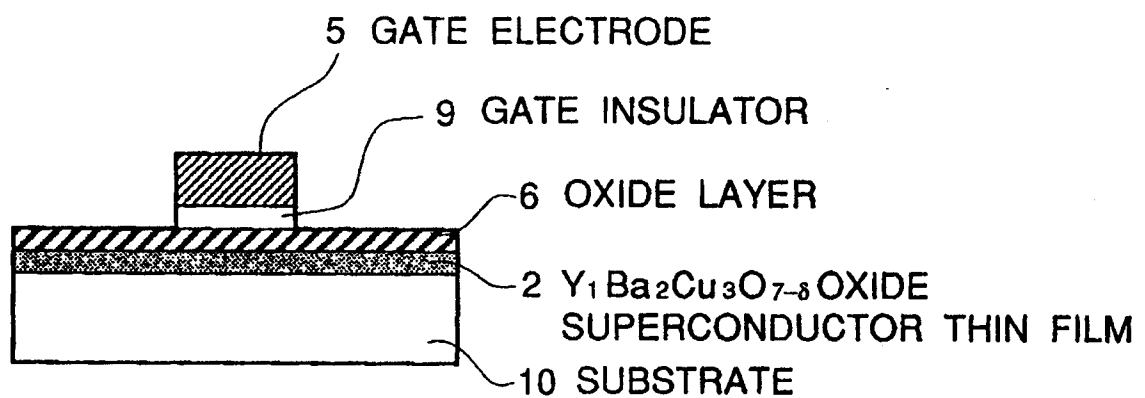 5 GATE ELECTRODE
9 GATE INSULATOR
6 OXIDE LAYER
2 Y₁Ba₂Cu₃O₇₋δ OXIDE
SUPERCONDUCTOR THIN FILM
10 SUBSTRATE